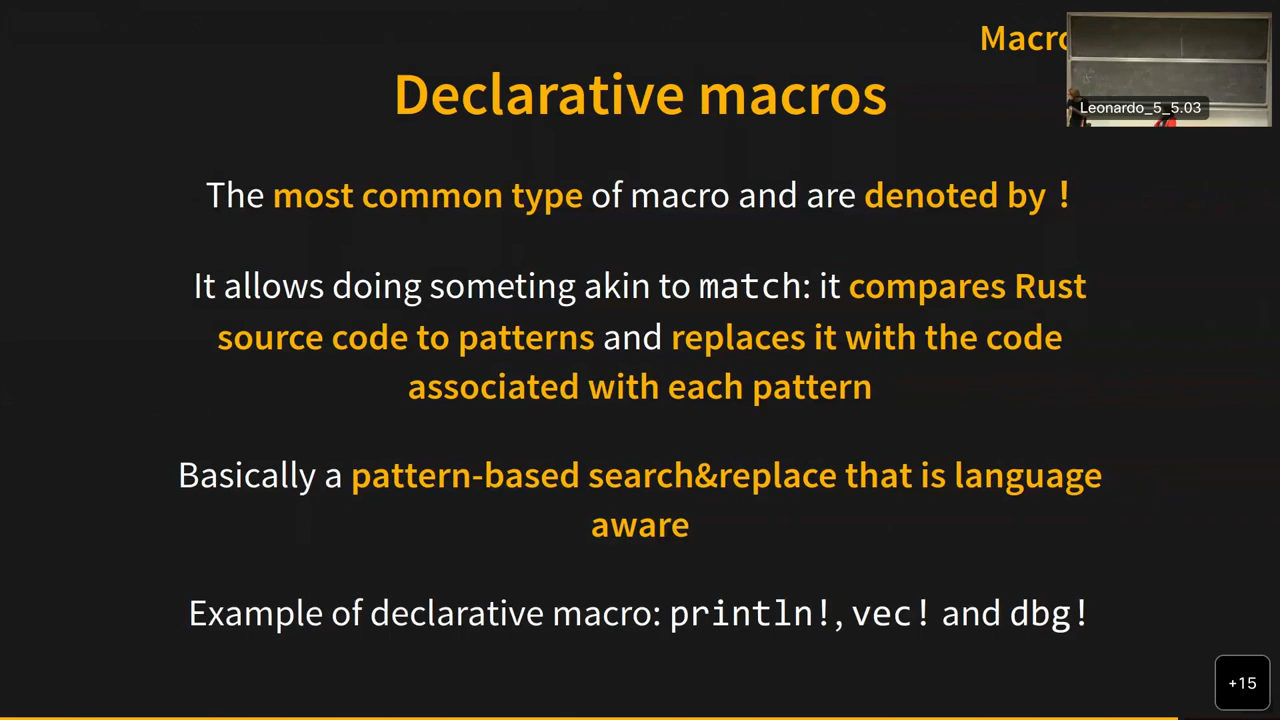 Macro
Declarative macros
Leonardo_5_5.03
The most common type of macro and are denoted by !
It allows doing someting akin to match: it compares Rust
source code to patterns and replaces it with the code
associated with each pattern
Basically a pattern-based search&replace that is language
aware
Example of declarative macro: println!, vec! and dbg!
+15